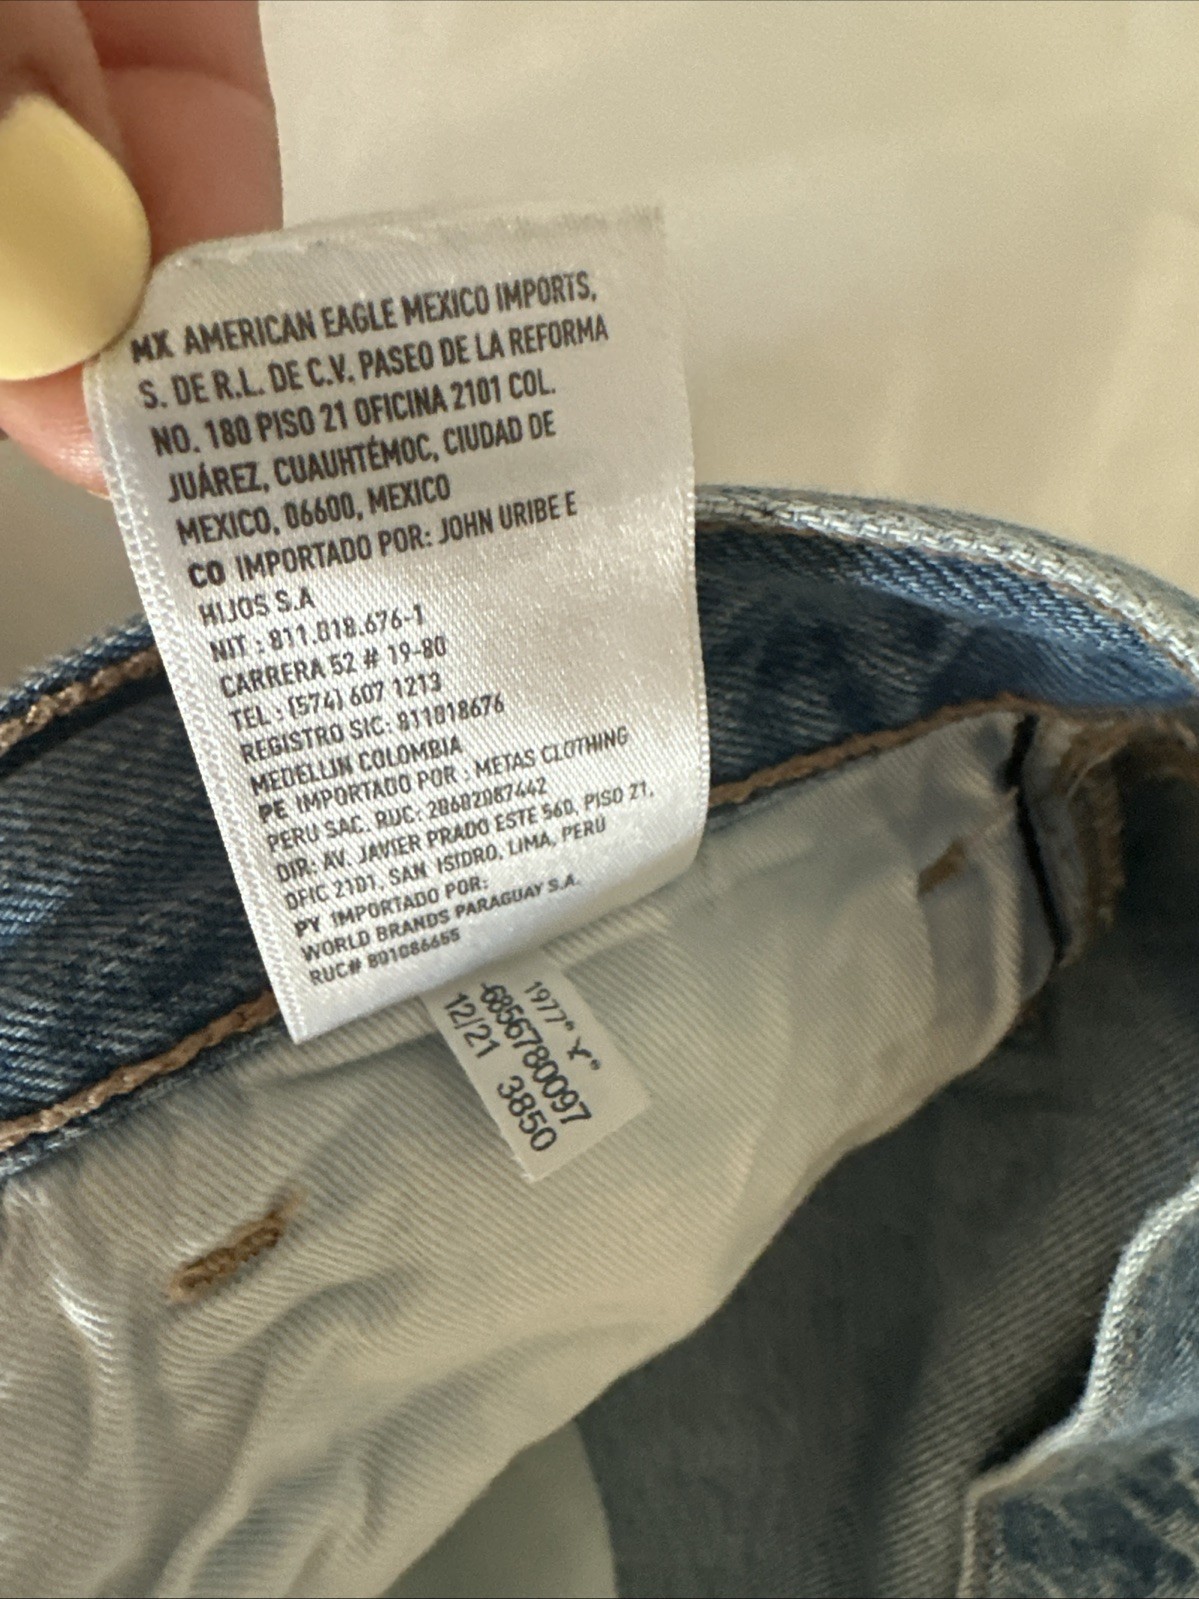 MX AMERICAN EAGLE MEXICO IMPORTS,
S. DE R.L. DE C.V. PASEO DE LA REFORMA
NO. 180 PISO 21 OFICINA 2101 COL.
JUÁREZ, CUAUHTÉMOC, CIUDAD DE
MEXICO, 06600, MEXICO
CO IMPORTADO POR: JOHN URIBE E
HIJOS S.A
NIT : 811.018.676-1
CARRERA 52 # 19-80
TEL : (574) 607 1213
REGISTRO SIC: 811018676
MEDELLIN COLOMBIA
PE IMPORTADO POR : METAS CLOTHING
PERU SAC. RUC: 20602087442
DIR: AV. JAVIER PRADO ESTE 560, PISO 21,
OFIC 2101, SAN ISIDRO, LIMA, PERÚ
PY IMPORTADO POR:
WORLD BRANDS PARAGUAY S.A.
RUC# 801086655
1977" Y"
-6856780097
12/21 3850